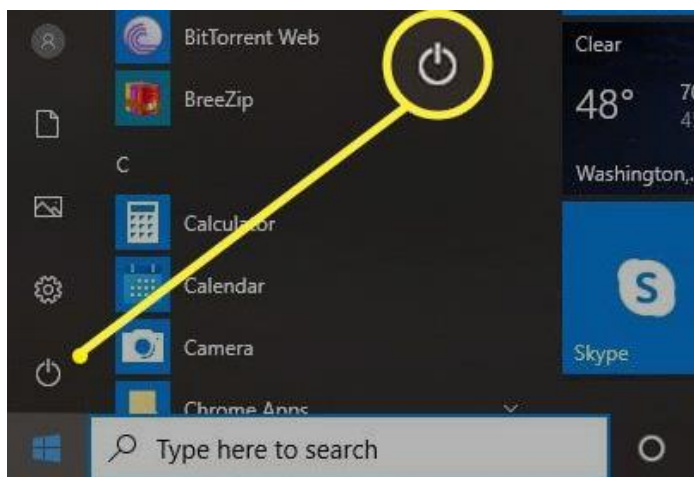 BitTorrent Web
BreeZip
C
Calculator
Calendar
Camera
Chrome Apps
Type here to search
Clear
48°
Washington,.
S
Skype